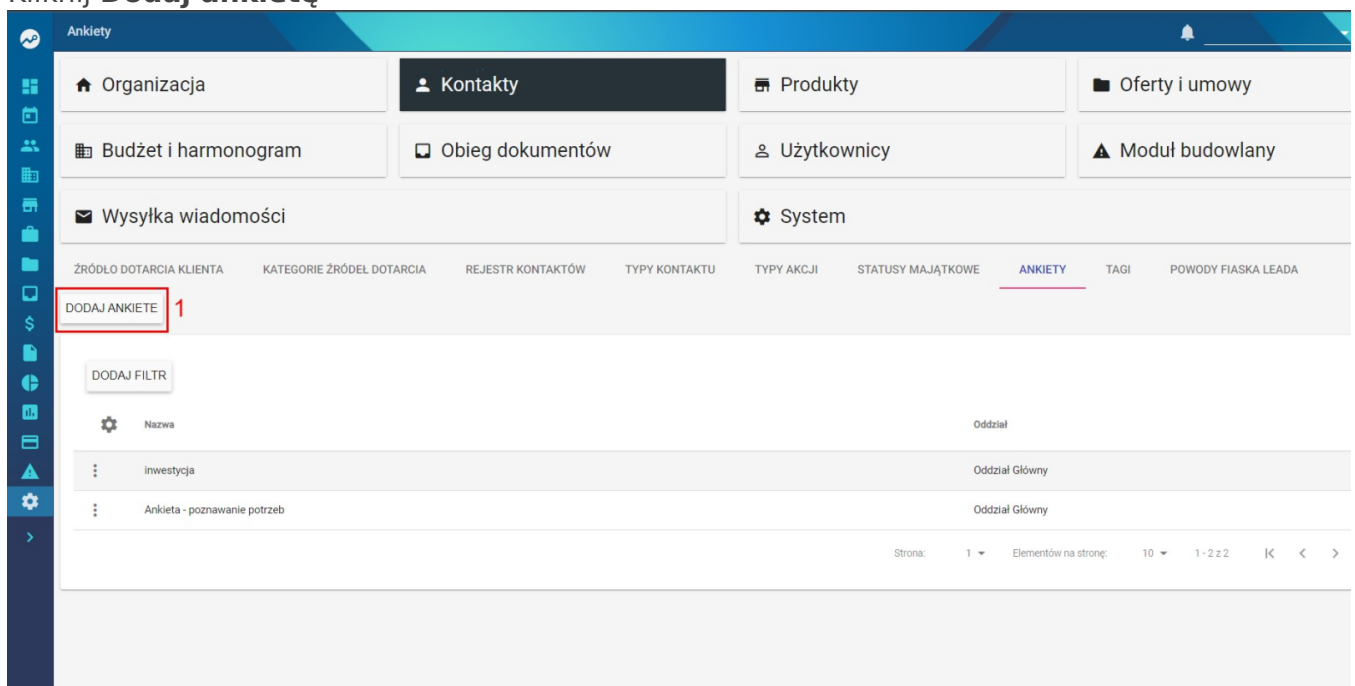 Kliknij Dodaj ankietę
Ankiety
Organizacja Kontakty Produkty Oferty i umowy
Budżet i harmonogram Obieg dokumentów Użytkownicy Moduł budowlany
Wysyłka wiadomości System
ŹRÓDŁO DOTARCIA KLIENTA KATEGORIE ŹRÓDEŁ DOTARCIA REJESTR KONTAKTÓW TYPY KONTAKTU TYPY AKCJI STATUSY MAJĄTKOWE ANKIETY TAGI POWODY FIASKA LEADA
DODAJ ANKIETE 1
DODAJ FILTR
Nazwa Oddział
inwestycja Oddział Główny
Ankieta - poznawanie potrzeb Oddział Główny
Strona: 1 Elementów na stronę: 10 1 - 2 z 2